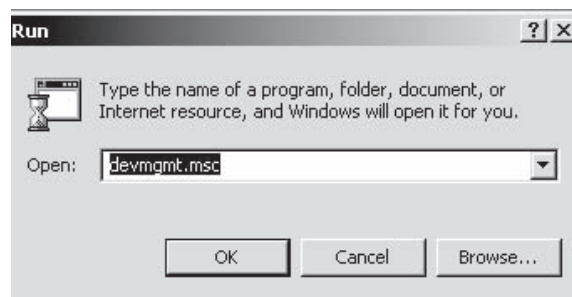 Run
Type the name of a program, folder, document, or
Internet resource, and Windows will open it for you.
Open: devmgmt.msc
OK Cancel Browse...